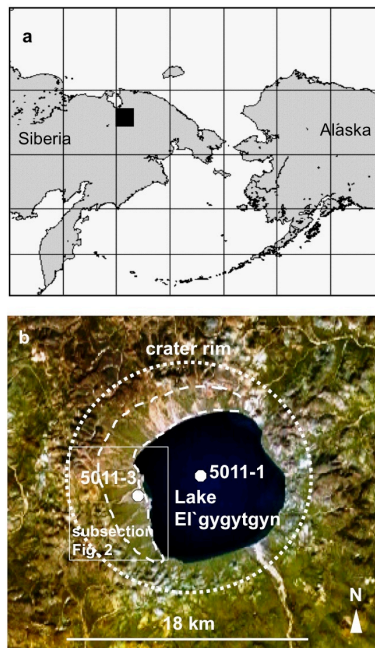 a
Siberia
Alaska
b
crater rim
5011-3
5011-1
Lake
El`gygytgyn
subsection
Fig. 2
N
18 km